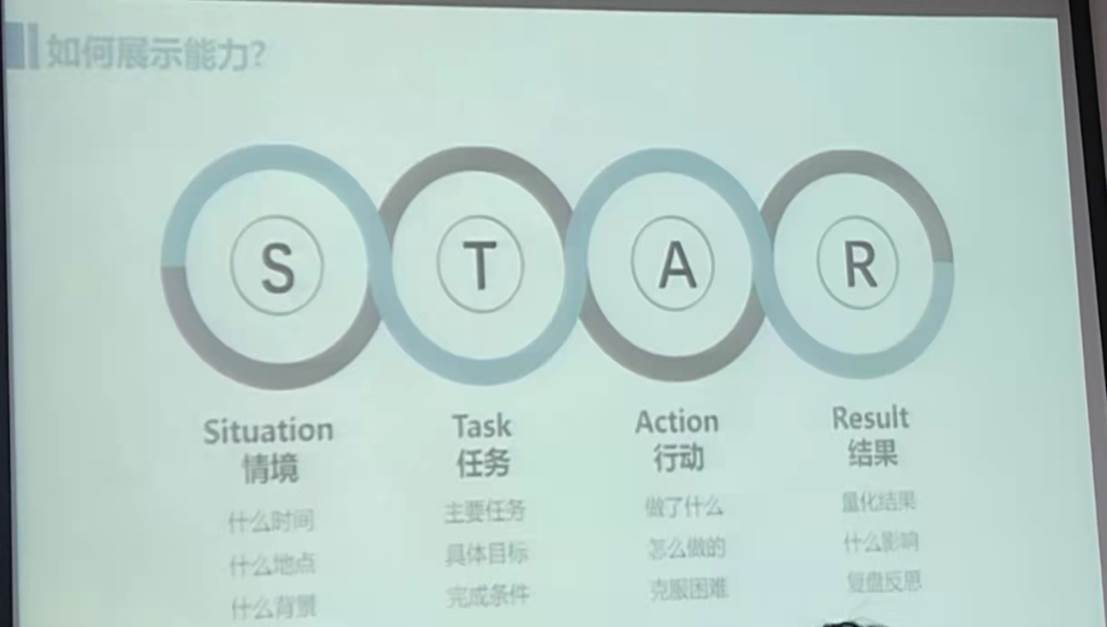 如何展示能力?
S T A R
Situation Task Action Result
情境 任务 行动 结果
什么时间 主要任务 做了什么 量化结果
什么地点 具体目标 怎么做的 什么影响
什么背景 完成条件 克服困难 复盘反思